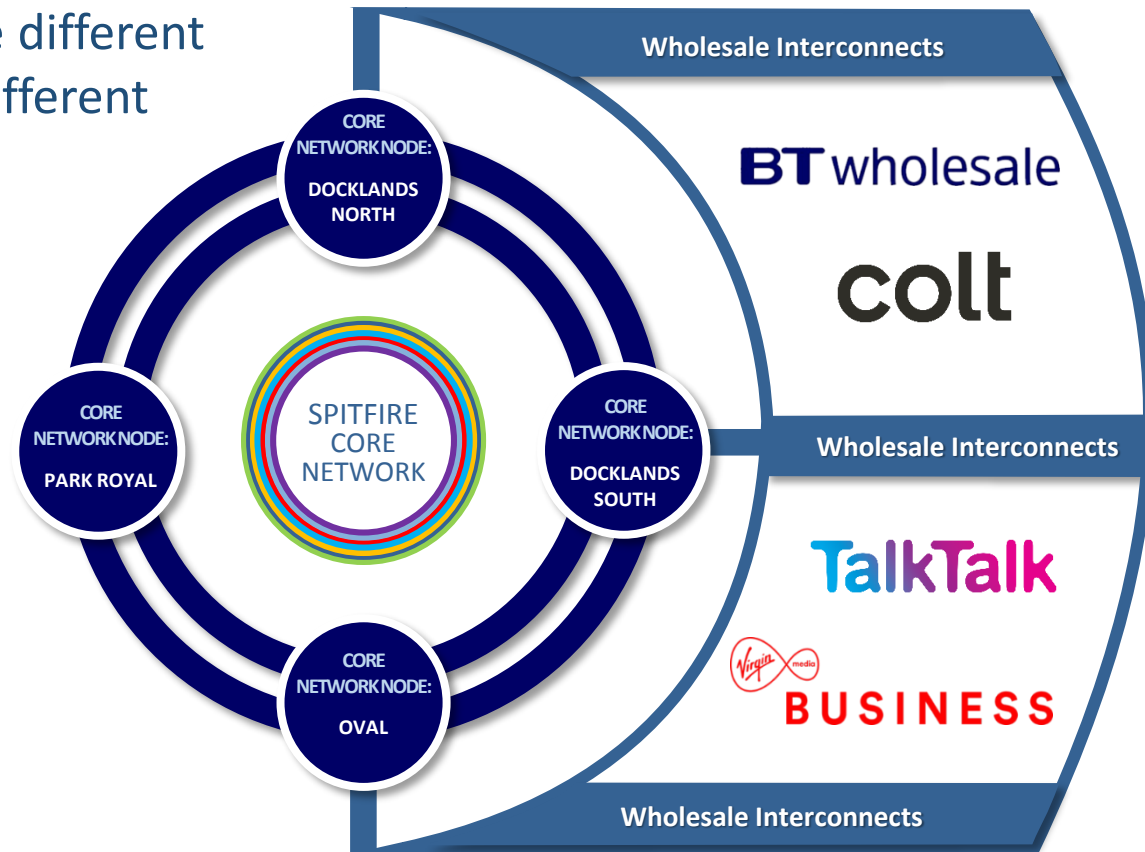 e different
ifferent
Wholesale Interconnects
BT wholesale
colt
CORE
NETWORK NODE:
DOCKLANDS
NORTH
CORE
NETWORK NODE:
PARK ROYAL
SPITFIRE
CORE
NETWORK
CORE
NETWORK NODE:
DOCKLANDS
SOUTH
Wholesale Interconnects
TalkTalk
Virgin media
BUSINESS
CORE
NETWORK NODE:
OVAL
Wholesale Interconnects